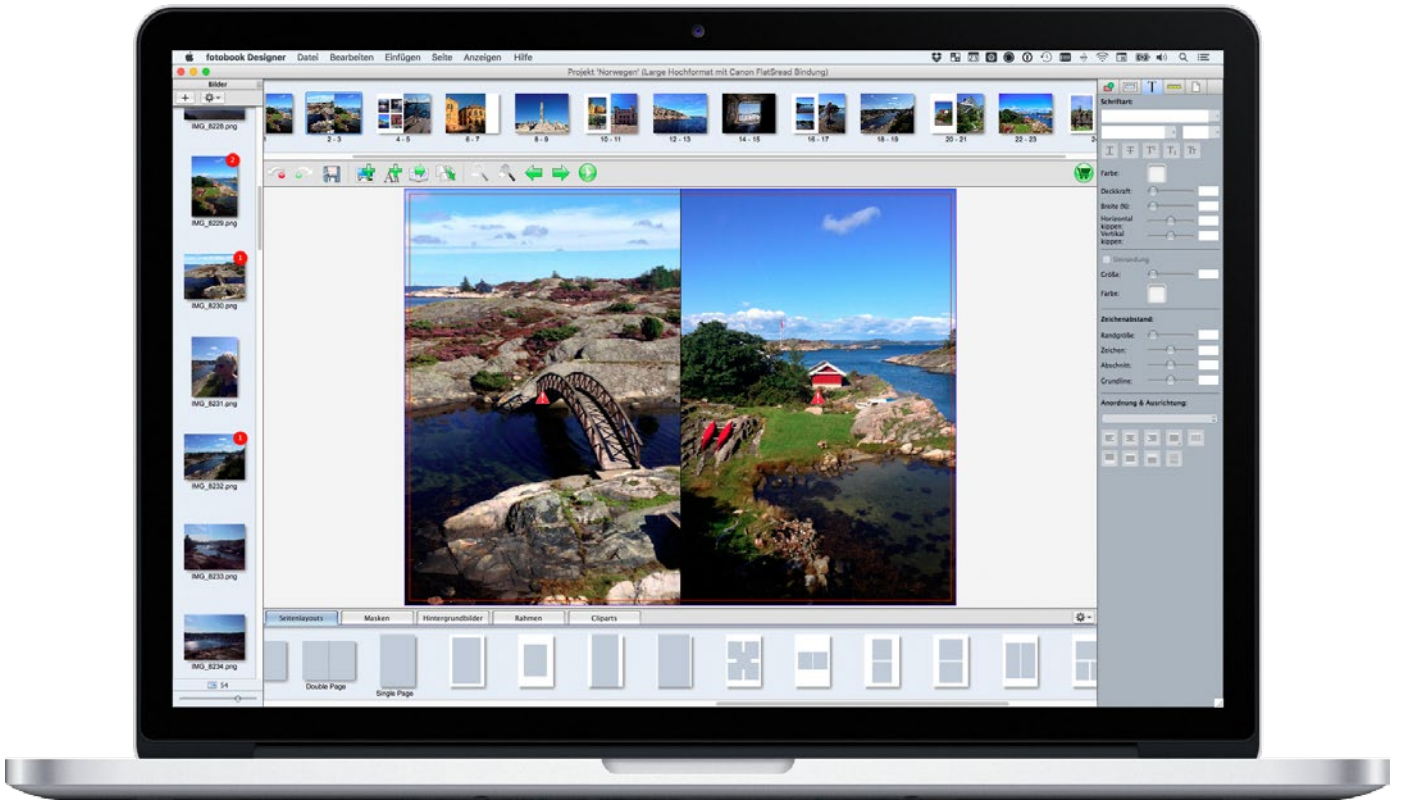 fotobook Designer Datei Bearbeiten Einfügen Seite Anzeigen Hilfe
Projekt 'Norwegen' (Large Hochformat mit Canon FlatSread Bindung)
Bilder
IMG_8228.png
2
IMG_8229.png
1
IMG_8230.png
IMG_8231.png
1
IMG_8232.png
IMG_8233.png
IMG_8234.png
54
2 - 3
4 - 5
6 - 7
8 - 9
10 - 11
12 - 13
14 - 15
16 - 17
18 - 19
20 - 21
22 - 23
Seitenlayouts
Masken
Hintergrundbilder
Rahmen
Cliparts
Double Page
Single Page
Schriftart:
Farbe:
Deckkraft:
Breite (%):
Horizontal
kippen:
Vertikal
kippen:
Umrandung
Größe:
Farbe:
Zeichenabstand:
Randgröße:
Zeichen:
Abschnitt:
Grundline:
Anordnung & Ausrichtung: